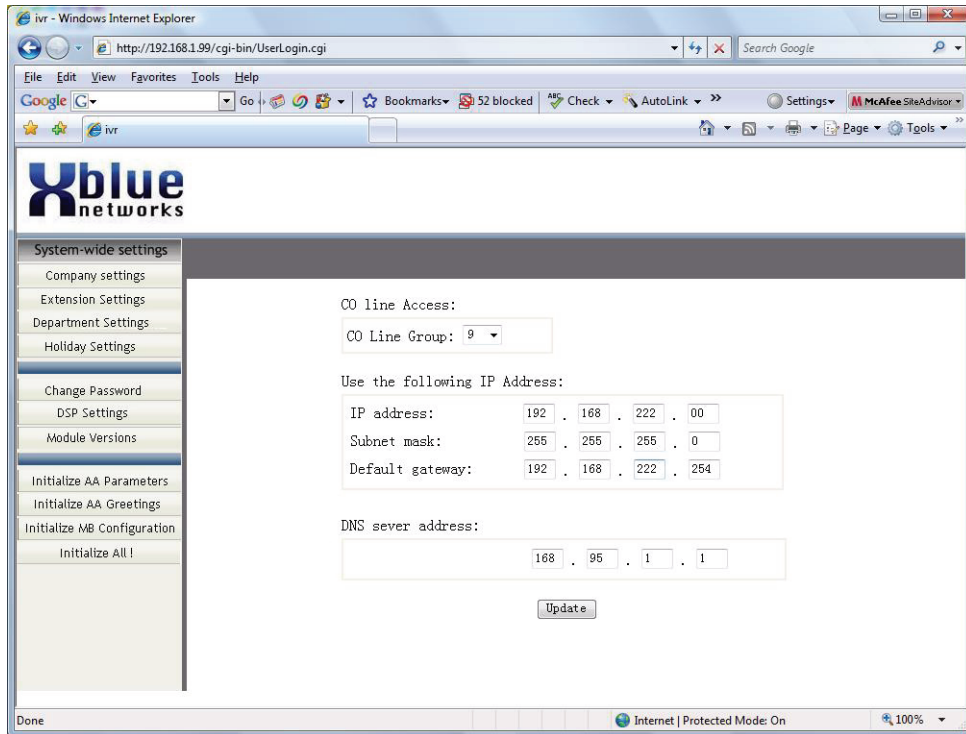 ivr - Windows Internet Explorer
http://192.168.1.99/cgi-bin/UserLogin.cgi
Search Google
File Edit View Favorites Tools Help
Google G Go Bookmarks 52 blocked ABC Check AutoLink » Settings McAfee SiteAdvisor
ivr Page Tools »
Xblue
networks
System-wide settings
Company settings
Extension Settings
Department Settings
Holiday Settings
Change Password
DSP Settings
Module Versions
Initialize AA Parameters
Initialize AA Greetings
Initialize MB Configuration
Initialize All !
CO line Access:
CO Line Group: 9
Use the following IP Address:
IP address: 192 . 168 . 222 . 00
Subnet mask: 255 . 255 . 255 . 0
Default gateway: 192 . 168 . 222 . 254
DNS sever address:
168 . 95 . 1 . 1
Update
Done Internet | Protected Mode: On 100%